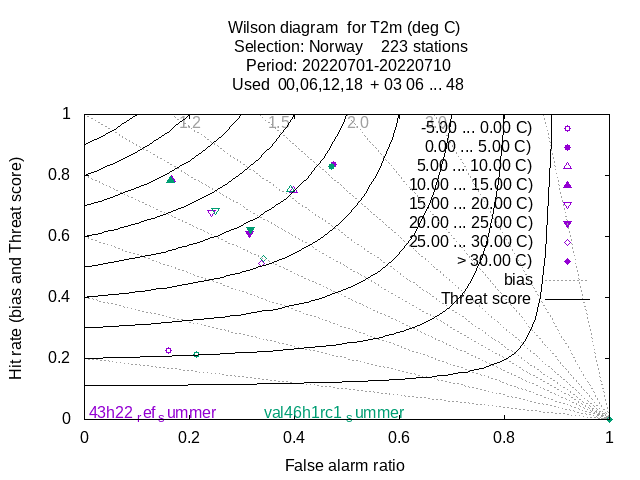 Wilson diagram for T2m (deg C)
Selection: Norway 223 stations
Period: 20220701-20220710
Used 00,06,12,18 + 03 06 ... 48
Hit rate (bias and Threat score)
1
0.8
0.6
0.4
0.2
0
1.2
1.5
2.0
3.0
-5.00 ... 0.00 C)
0.00 ... 5.00 C)
5.00 ... 10.00 C)
10.00 ... 15.00 C)
15.00 ... 20.00 C)
20.00 ... 25.00 C)
25.00 ... 30.00 C)
> 30.00 C)
bias
Threat score
43h22_ref_summer val46h1rc1_summer
0 0.2 0.4 0.6 0.8 1
False alarm ratio